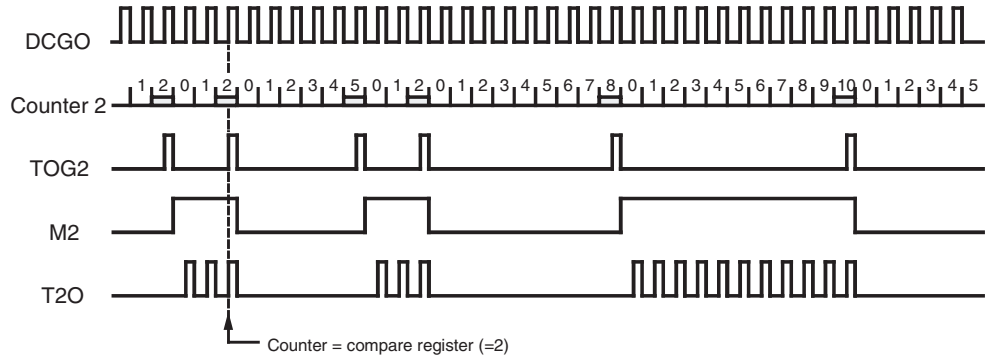 DCGO
Counter 2 1 2 0 1 2 0 1 2 3 4 5 0 1 2 0 1 2 3 4 5 6 7 8 0 1 2 3 4 5 6 7 8 9 10 0 1 2 3 4 5
TOG2
M2
T2O
Counter = compare register (=2)